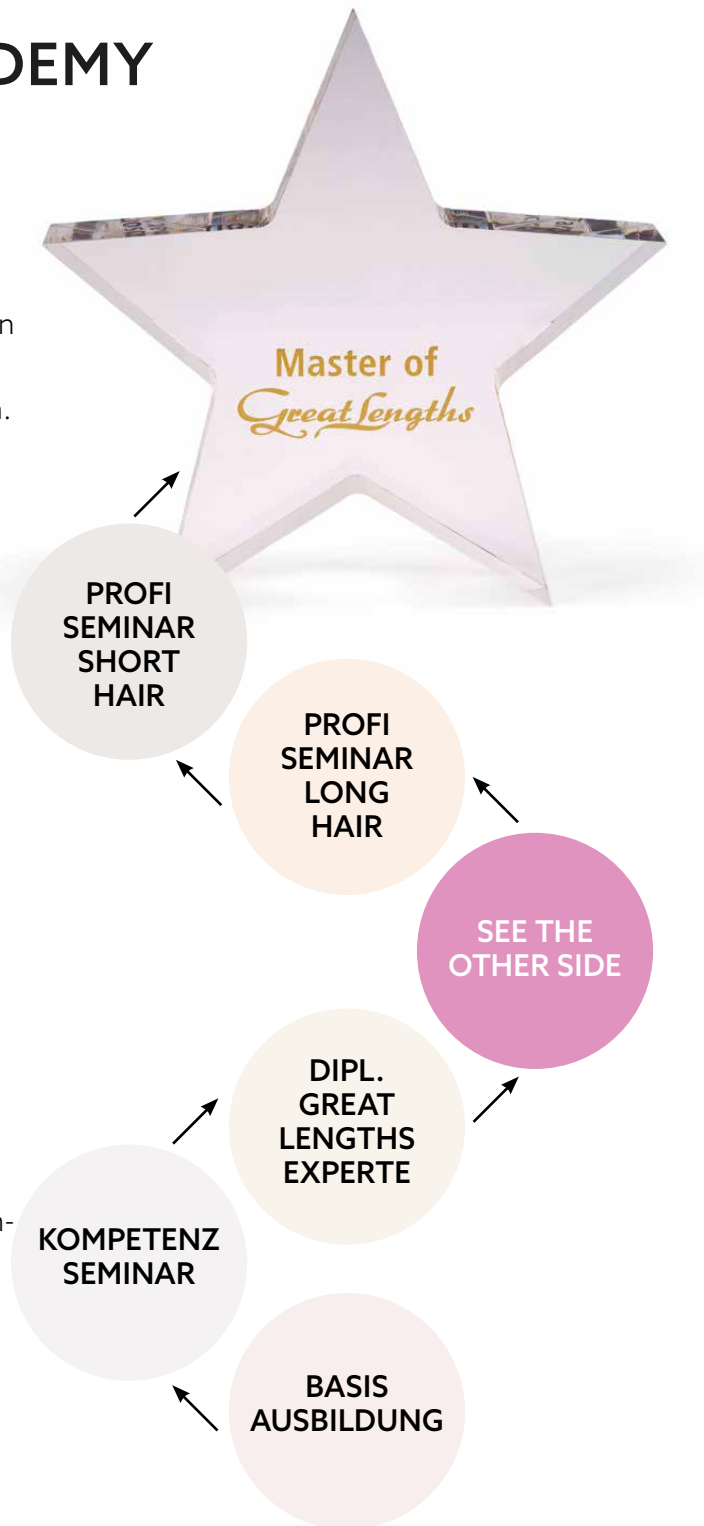 DEMY
n
n.
Master of
Great Lengths
PROFI
SEMINAR
SHORT
HAIR
PROFI
SEMINAR
LONG
HAIR
SEE THE
OTHER SIDE
DIPL.
GREAT
LENGTHS
EXPERTE
n-
KOMPETENZ
SEMINAR
BASIS
AUSBILDUNG